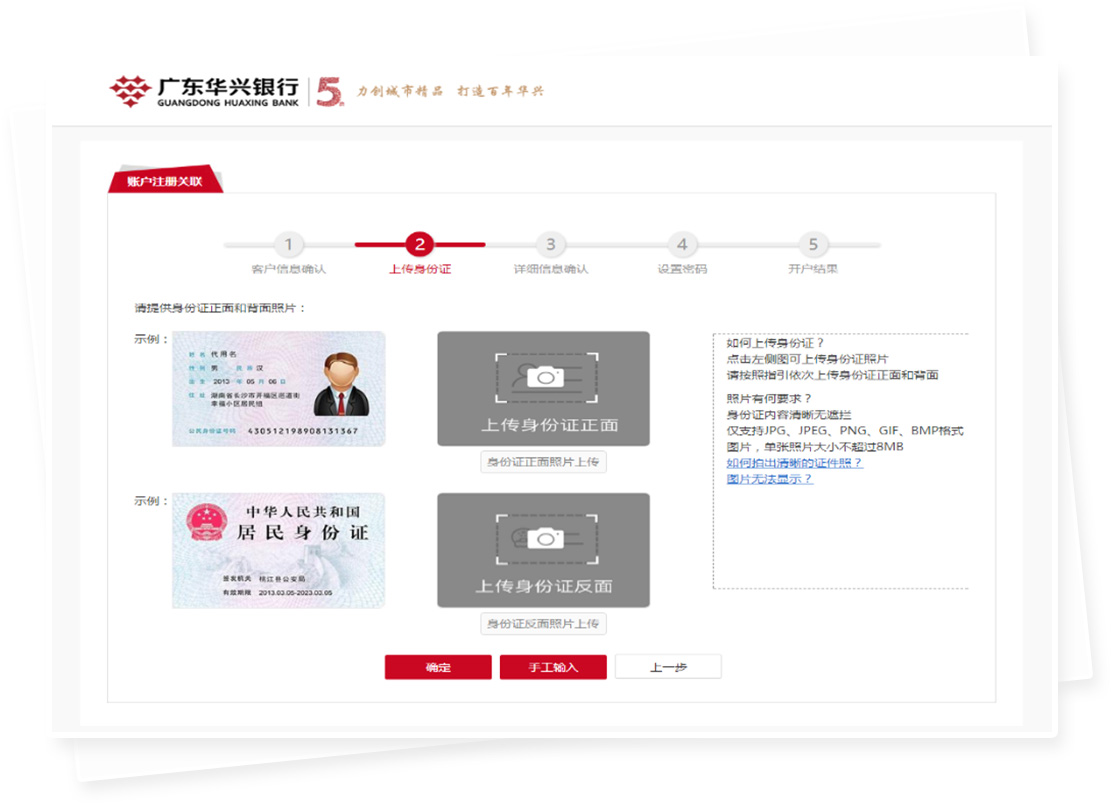 广东华兴银行
GUANGDONG HUAXING BANK
5
力创城市精品 打造百年华兴
账户注册关联
1
2
3
4
5
客户信息确认
上传身份证
详细信息确认
设置密码
开户结果
请提供身份证正面和背面照片：
示例：
姓 名 代用名
性 别 男 民 族 汉
出 生 2013 年 05 月 06 日
住 址 湖南省长沙市开福区巡道街
幸福小区居民组
公民身份证号码 430512198908131367
上传身份证正面
身份证正面照片上传
示例：
中华人民共和国
居民身份证
签发机关 桃江县公安局
有效期限 2013.03.05-2023.03.05
上传身份证反面
身份证反面照片上传
如何上传身份证？
点击左侧图可上传身份证照片
请按照指引依次上传身份证正面和背面
照片有何要求？
身份证内容清晰无遮拦
仅支持JPG、JPEG、PNG、GIF、BMP格式
图片，单张照片大小不超过8MB
如何拍出清晰的证件照？
图片无法显示？
确定
手工输入
上一步